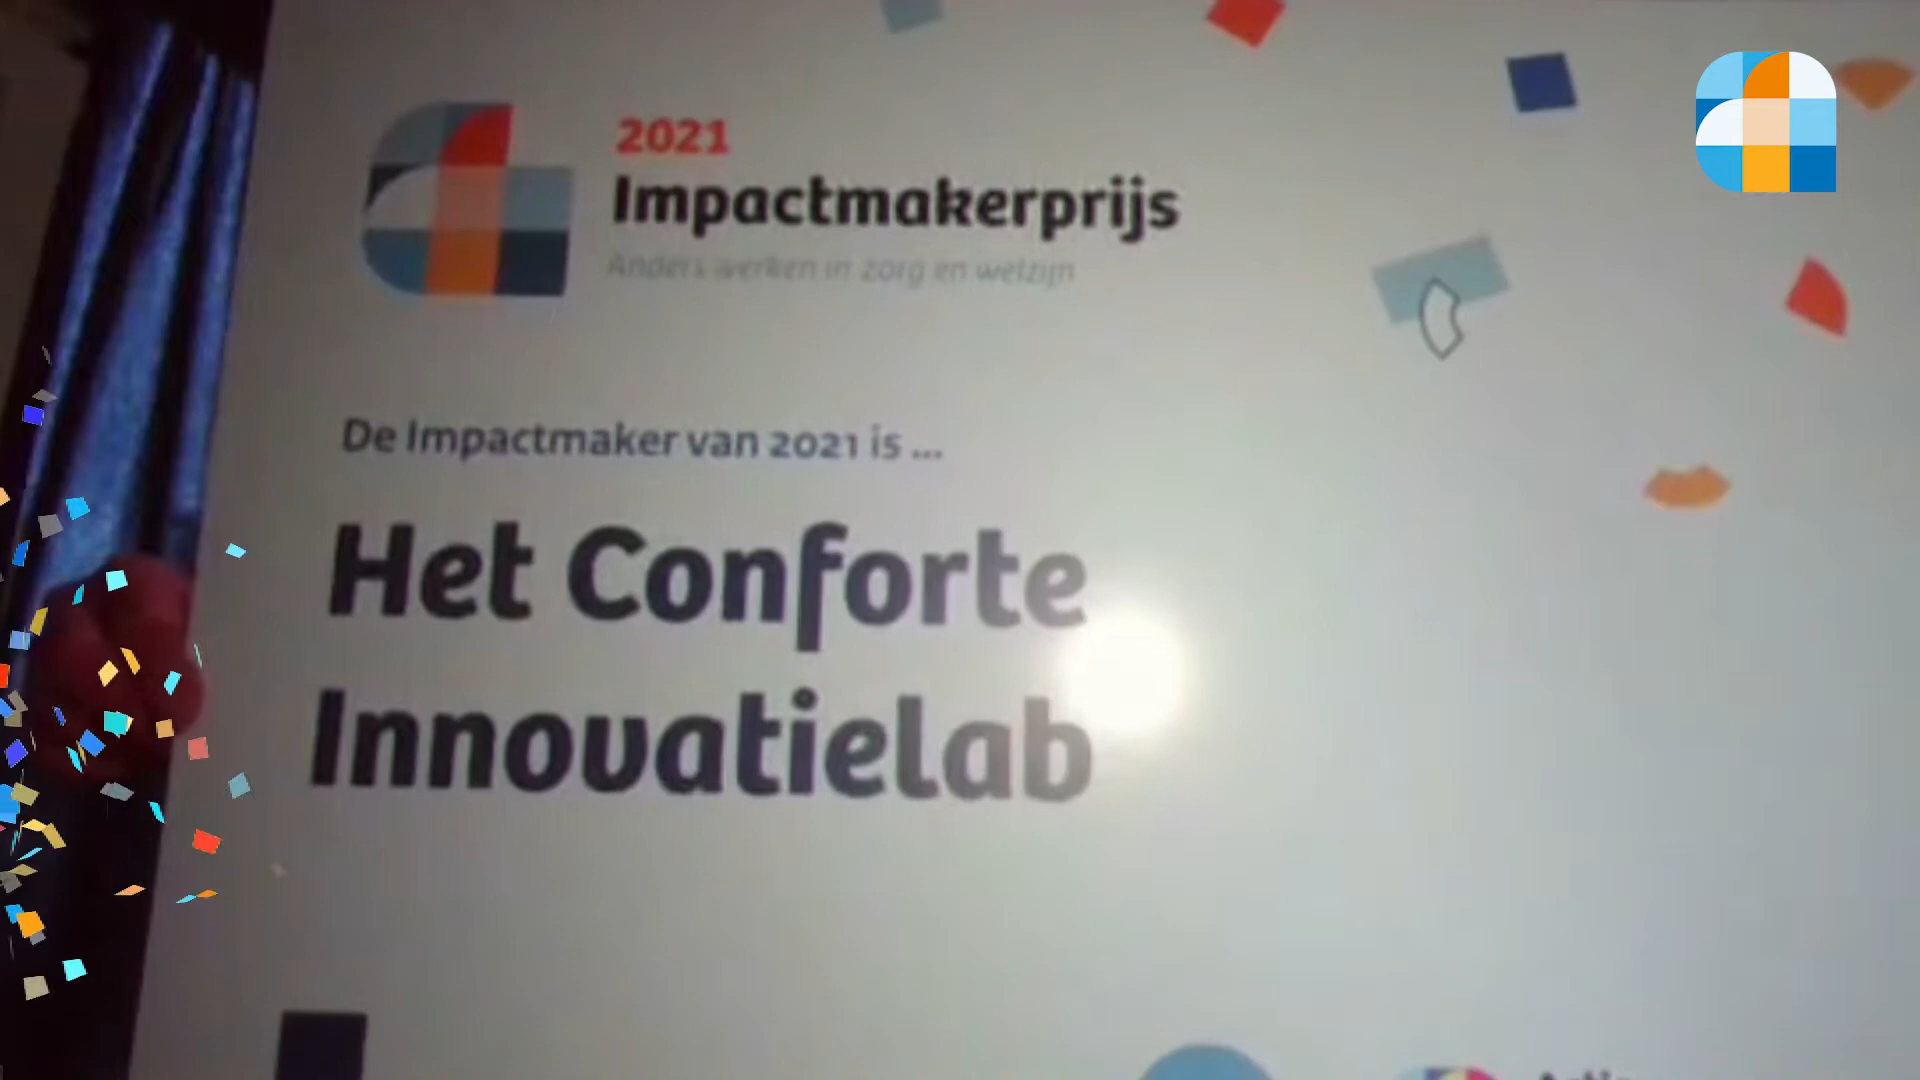 2021
Impactmakerprijs
Anders werken in zorg en welzijn
De Impactmaker van 2021 is ...
Het Conforte
Innovatielab